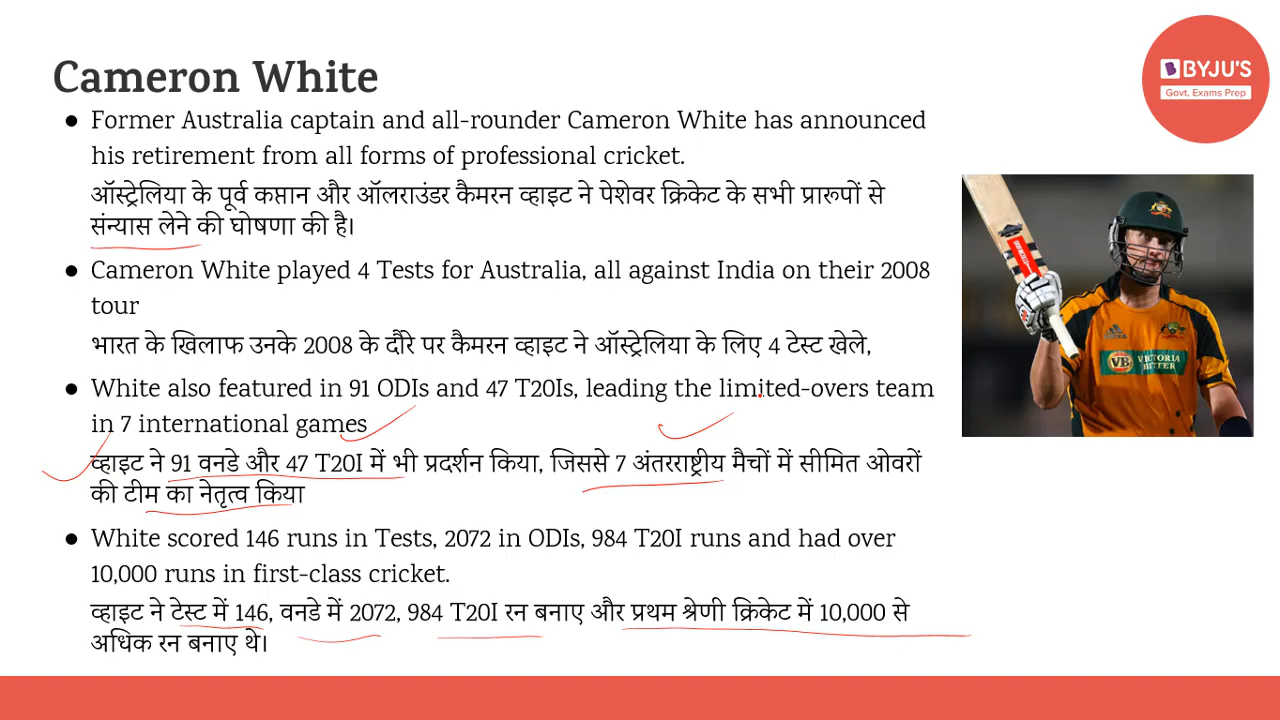 Cameron White
BYJU'S
Govt. Exams Prep
● Former Australia captain and all-rounder Cameron White has announced
his retirement from all forms of professional cricket.
ऑस्ट्रेलिया के पूर्व कप्तान और ऑलराउंडर कैमरन व्हाइट ने पेशेवर क्रिकेट के सभी प्रारूपों से
संन्यास लेने की घोषणा की है।
● Cameron White played 4 Tests for Australia, all against India on their 2008
tour
भारत के खिलाफ उनके 2008 के दौरे पर कैमरन व्हाइट ने ऑस्ट्रेलिया के लिए 4 टेस्ट खेले,
● White also featured in 91 ODIs and 47 T20Is, leading the limited-overs team
in 7 international games
व्हाइट ने 91 वनडे और 47 T20I में भी प्रदर्शन किया, जिससे 7 अंतरराष्ट्रीय मैचों में सीमित ओवरों
की टीम का नेतृत्व किया
● White scored 146 runs in Tests, 2072 in ODIs, 984 T20I runs and had over
10,000 runs in first-class cricket.
व्हाइट ने टेस्ट में 146, वनडे में 2072, 984 T20I रन बनाए और प्रथम श्रेणी क्रिकेट में 10,000 से
अधिक रन बनाए थे।
VB VICTORIA
BITTER